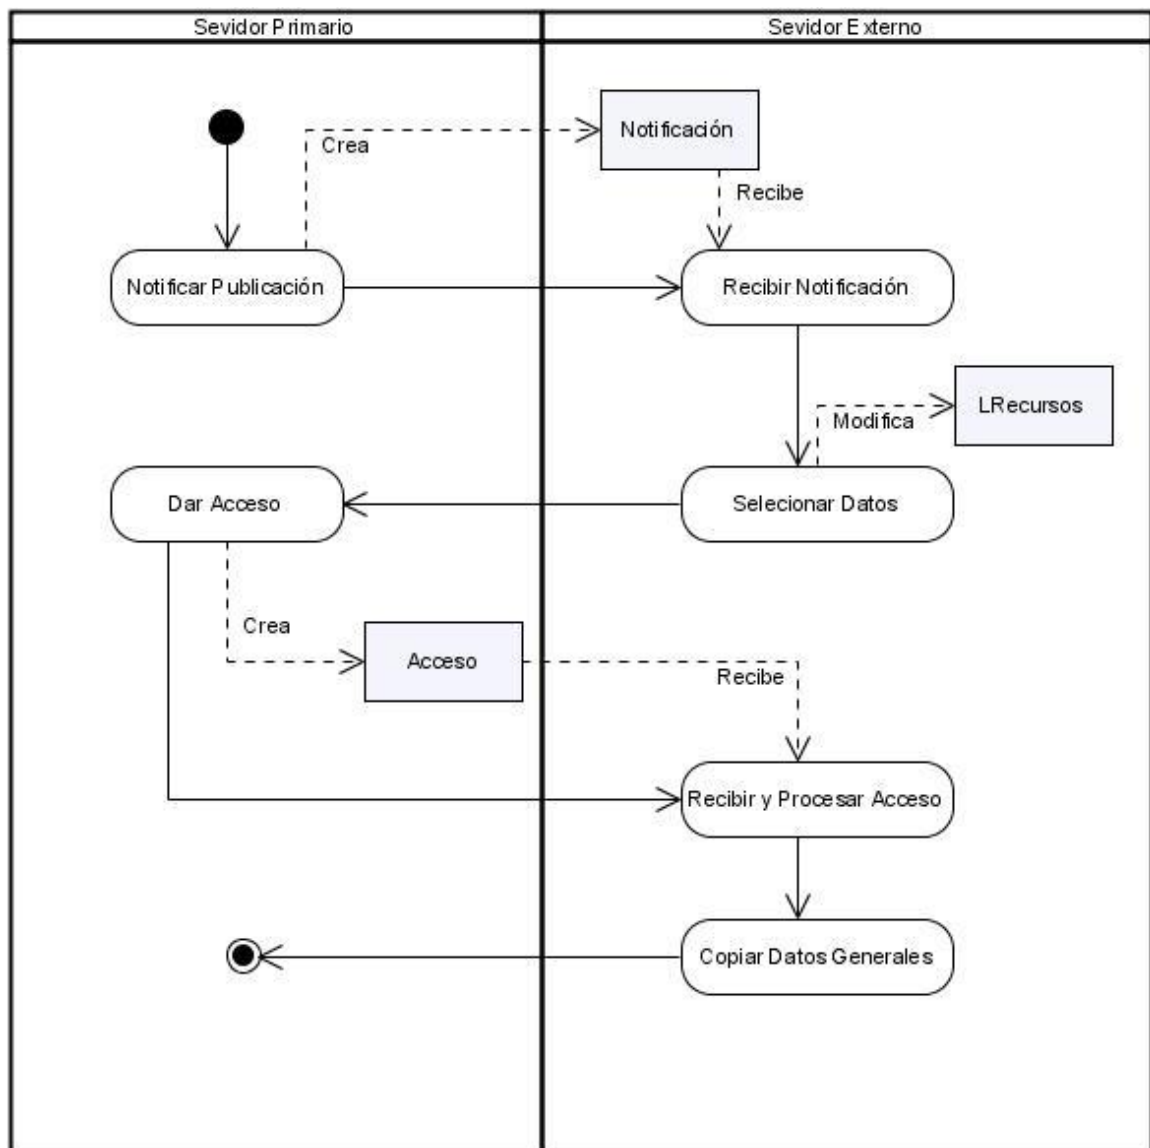 Sevidor Primario
Sevidor Externo
Notificación
Crea
Recibe
Notificar Publicación
Recibir Notificación
LRecursos
Modifica
Dar Acceso
Selecionar Datos
Crea
Acceso
Recibe
Recibir y Procesar Acceso
Copiar Datos Generales